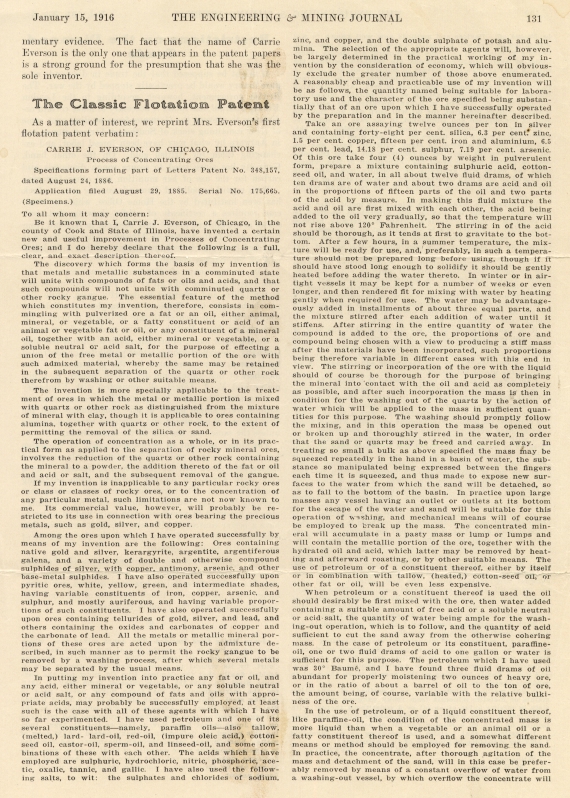 January 15, 1916
THE ENGINEERING & MINING JOURNAL
131
mentary evidence. The fact that the name of Carrie
Everson is the only one that appears in the patent papers
is a strong ground for the presumption that she was the
sole inventor.
The Classic Flotation Patent
As a matter of interest, we reprint Mrs. Everson's first
flotation patent verbatim:
CARRIE J. EVERSON, OF CHICAGO, ILLINOIS
Process of Concentrating Ores
Specifications forming part of Letters Patent No. 348,157,
dated August 24, 1886.
Application filed August 29, 1885. Serial No. 175,665.
(Specimens.)
To all whom it may concern:
Be it known that I, Carrie J. Everson, of Chicago, in the
county of Cook and State of Illinois, have invented a certain
new and useful improvement in Processes of Concentrating
Ores; and I do hereby declare that the following is a full,
clear, and exact description thereof.
The discovery which forms the basis of my invention is
that metals and metallic substances in a comminuted state
will unite with compounds of fats or oils and acids, and that
such compounds will not unite with comminuted quartz or
other rocky gangue. The essential feature of the method
which constitutes my invention, therefore, consists in com-
mingling with pulverized ore a fat or an oil, either animal,
mineral, or vegetable, or a fatty constituent or acid of an
animal or vegetable fat or oil, or any constituent of a mineral
oil, together with an acid, either mineral or vegetable, or a
soluble neutral or acid salt, for the purpose of effecting a
union of the free metal or metallic portion of the ore with
such admixed material, whereby the same may be retained
in the subsequent separation of the quartz or other rock
therefrom by washing or other suitable means.
The invention is more specially applicable to the treat-
ment of ores in which the metal or metallic portion is mixed
with quartz or other rock as distinguished from the mixture
of mineral with clay, though it is applicable to ores containing
alumina, together with quartz or other rock, to the extent of
permitting the removal of the silica or sand.
The operation of concentration as a whole, or in its prac-
tical form as applied to the separation of rocky mineral ores,
involves the reduction of the quartz or other rock containing
the mineral to a powder, the addition thereto of the fat or oil
and acid or salt, and the subsequent removal of the gangue.
If my invention is inapplicable to any particular rocky ores
or class or classes of rocky ores, or to the concentration of
any particular metal, such limitations are not now known to
me. Its commercial value, however, will probably be re-
stricted to its use in connection with ores bearing the precious
metals, such as gold, silver, and copper.
Among the ores upon which I have operated successfully by
means of my invention are the following: Ores containing
native gold and silver, kerargyrite, argentite, argentiferous
galena, and a variety of double and otherwise compound
sulphides of silver, with copper, antimony, arsenic, and other
base-metal sulphides. I have also operated successfully upon
pyritic ores, white, yellow, green, and intermediate shades,
having variable constituents of iron, copper, arsenic, and
sulphur, and mostly auriferous, and having variable propor-
tions of such constituents. I have also operated successfully
upon ores containing tellurides of gold, silver, and lead, and
others containing the oxides and carbonates of copper and
the carbonate of lead. All the metals or metallic mineral por-
tions of these ores are acted upon by the admixture de-
scribed, in such manner as to permit the rocky gangue to be
removed by a washing process, after which several metals
may be separated by the usual means.
In putting my invention into practice any fat or oil, and
any acid, either mineral or vegetable, or any soluble neutral
or acid salt, or any compound of fats and oils with appro-
priate acids, may probably be successfully employed, at least
such is the case with all of these agents with which I have
so far experimented. I have used petroleum and one of its
several constituents—namely, paraffin oils—also tallow,
(melted,) lard- lard-oil, red-oil, (impure oleic acid,) cotton-
seed oil, castor-oil, sperm-oil, and linseed-oil, and some com-
binations of these with each other. The acids which I have
employed are sulphuric, hydrochloric, nitric, phosphoric, ace-
tic, oxalic, tannic, and gallic. I have also used the follow-
ing salts, to wit: the sulphates and chlorides of sodium,
zinc, and copper, and the double sulphate of potash and alu-
mina. The selection of the appropriate agents will, however,
be largely determined in the practical working of my in-
vention by the consideration of economy, which will obvious-
ly exclude the greater number of those above enumerated.
A reasonably cheap and practicable use of my invention will
be as follows, the quantity named being suitable for labora-
tory use and the character of the ore specified being substan-
tially that of an ore upon which I have successfully operated
by the preparation and in the manner hereinafter described.
Take an ore assaying twelve ounces per ton in silver
and containing forty-eight per cent. silica, 6.3 per cent. zinc,
1.5 per cent. copper, fifteen per cent. iron and aluminium, 6.5
per cent. lead, 14.18 per cent. sulphur, 7.19 per cent. arsenic.
Of this ore take four (4) ounces by weight in pulverulent
form, prepare a mixture containing sulphuric acid, cotton-
seed oil, and water, in all about twelve fluid drams, of which
ten drams are of water and about two drams are acid and oil
in the proportions of fifteen parts of the oil and two parts
of the acid by measure. In making this fluid mixture the
acid and oil are first mixed with each other, the acid being
added to the oil very gradually, so that the temperature will
not rise above 120° Fahrenheit. The stirring in of the acid
should be thorough, as it tends at first to gravitate to the bot-
tom. After a few hours, in a summer temperature, the mix-
ture will be ready for use, and, preferably, in such a tempera-
ture should not be prepared long before using, though if it
should have stood long enough to solidify it should be gently
heated before adding the water thereto. In winter or in air-
tight vessels it may be kept for a number of weeks or even
longer, and then rendered fit for mixing with water by heating
gently when required for use. The water may be advantage-
ously added in installments of about three equal parts, and
the mixture stirred after each addition of water until it
stiffens. After stirring in the entire quantity of water the
compound is added to the ore, the proportions of ore and
compound being chosen with a view to producing a stiff mass
after the materials have been incorporated, such proportions
being therefore variable in different cases with this end in
view. The stirring or incorporation of the ore with the liquid
should of course be thorough for the purpose of bringing
the mineral into contact with the oil and acid as completely
as possible, and after such incorporation the mass is then in
condition for the washing out of the quartz by the action of
water which will be applied to the mass in sufficient quan-
tities for this purpose. The washing should promptly follow
the mixing, and in this operation the mass be opened out
or broken up and thoroughly stirred in the water, in order
that the sand or quartz may be freed and carried away. In
treating so small a bulk as above specified the mass may be
squeezed repeatedly in the hand in a basin of water, the sub-
stance so manipulating being expressed between the fingers
each time it is squeezed, and thus made to expose new sur-
faces to the water from which the sand will be detached, so
as to fall to the bottom of the basin. In practice upon large
masses any vessel having an outlet or outlets at its bottom
for the escape of the water and sand will be suitable for this
operation of washing, and mechanical means will of course
be employed to break up the mass. The concentrated min-
eral will accumulate in a pasty mass or lump or lumps and
will contain the metallic portion of the ore, together with the
hydrated oil and acid, which latter may be removed by heat-
ing and afterward roasting, or by other suitable means. The
use of petroleum or of a constituent thereof, either by itself
or in combination with tallow, (heated,) cotton-seed oil, or
other fat or oil, will be even less expensive.
When petroleum or a constituent thereof is used the oil
should desirably be first mixed with the ore, then water added
containing a suitable amount of free acid or a soluble neutral
or acid salt, the quantity of water being ample for the wash-
ing-out operation, which is to follow, and the quantity of acid
sufficient to cut the sand away from the otherwise cohering
mass. In the case of petroleum or its constituent, paraffine-
oil, one or two fluid drams of acid to one gallon or water is
sufficient for this purpose. The petroleum which I have used
was 30° Baumé, and I have found three fluid drams of oil
abundant for properly moistening two ounces of heavy ore
or in the ratio of about a barrel of oil to the ton of ore,
the amount being, of course, variable with the relative bulki-
ness of the ore.
In the use of petroleum, or of a liquid constituent thereof,
like paraffine-oil, the condition of the concentrated mass is
more liquid than when a vegetable or an animal oil or a
fatty constituent thereof is used, and a somewhat different
means or method should be employed for removing the sand.
In practice, the concentrate, after thorough agitation of the
mass and detachment of the sand, will in this case be prefer-
ably removed by means of a constant overflow of water from
a washing-out vessel, by which overflow the concentrate will